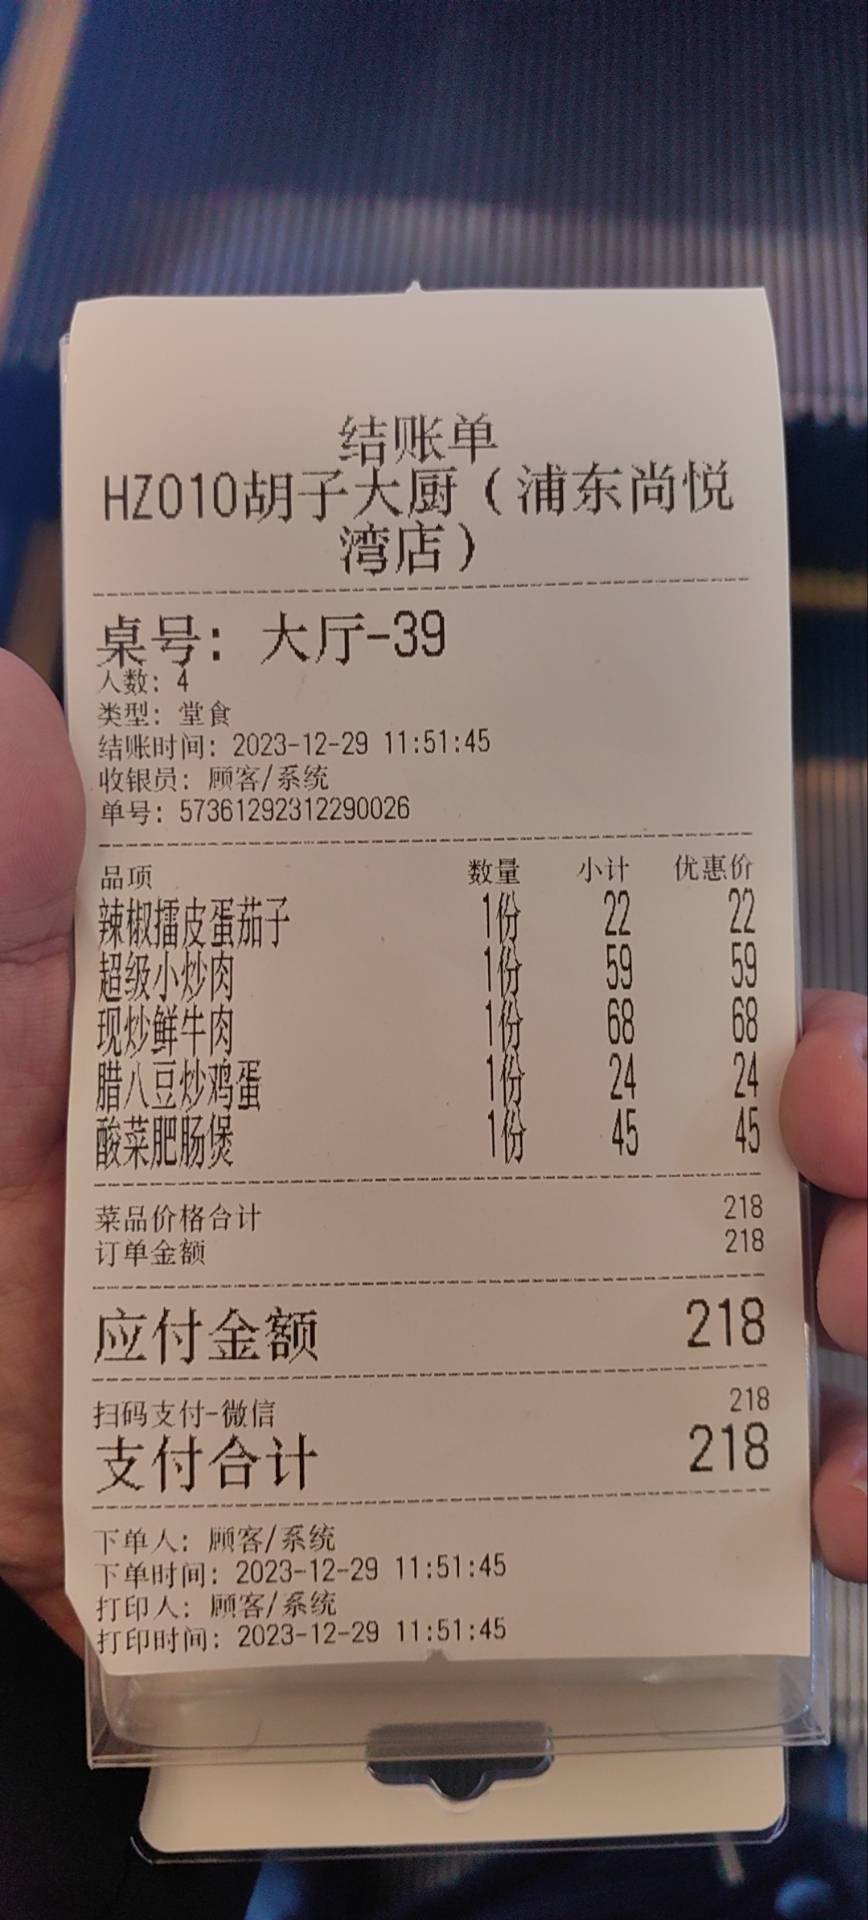 结账单
HZ010胡子大厨（浦东尚悦
湾店）
桌号：大厅-39
人数：4
类型：堂食
结账时间：2023-12-29 11:51:45
收银员：顾客/系统
单号：57361292312290026
品项 数量 小计 优惠价
辣椒擂皮蛋茄子 1份 22 22
超级小炒肉 1份 59 59
现炒鲜牛肉 1份 68 68
腊八豆炒鸡蛋 1份 24 24
酸菜肥肠煲 1份 45 45
菜品价格合计 218
订单金额 218
应付金额 218
扫码支付-微信 218
支付合计 218
下单人：顾客/系统
下单时间：2023-12-29 11:51:45
打印人：顾客/系统
打印时间：2023-12-29 11:51:45